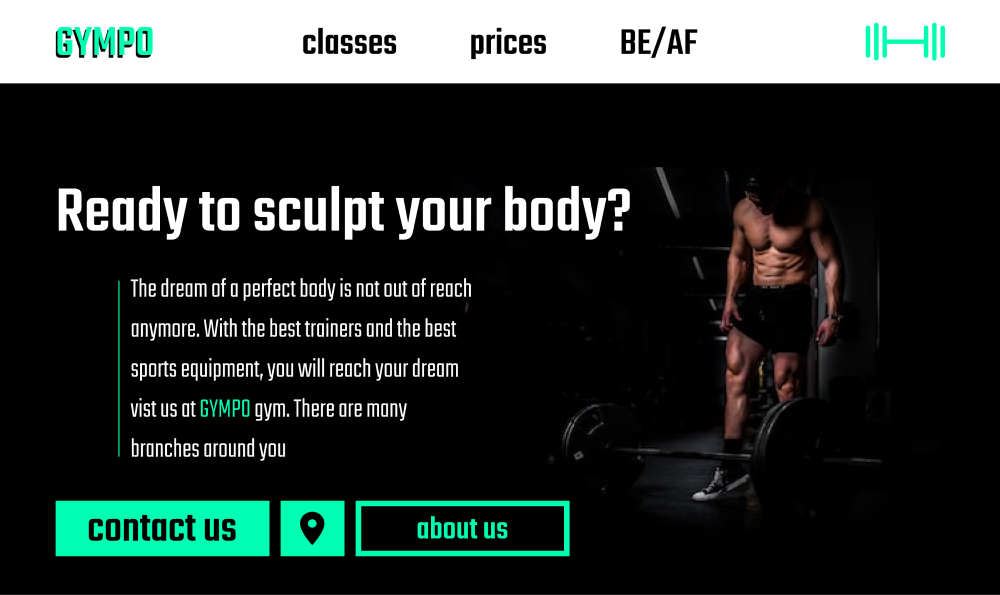 GYMPO
classes
prices
BE/AF
Ready to sculpt your body?
The dream of a perfect body is not out of reach
anymore. With the best trainers and the best
sports equipment, you will reach your dream
vist us at GYMPO gym. There are many
branches around you
contact us
about us